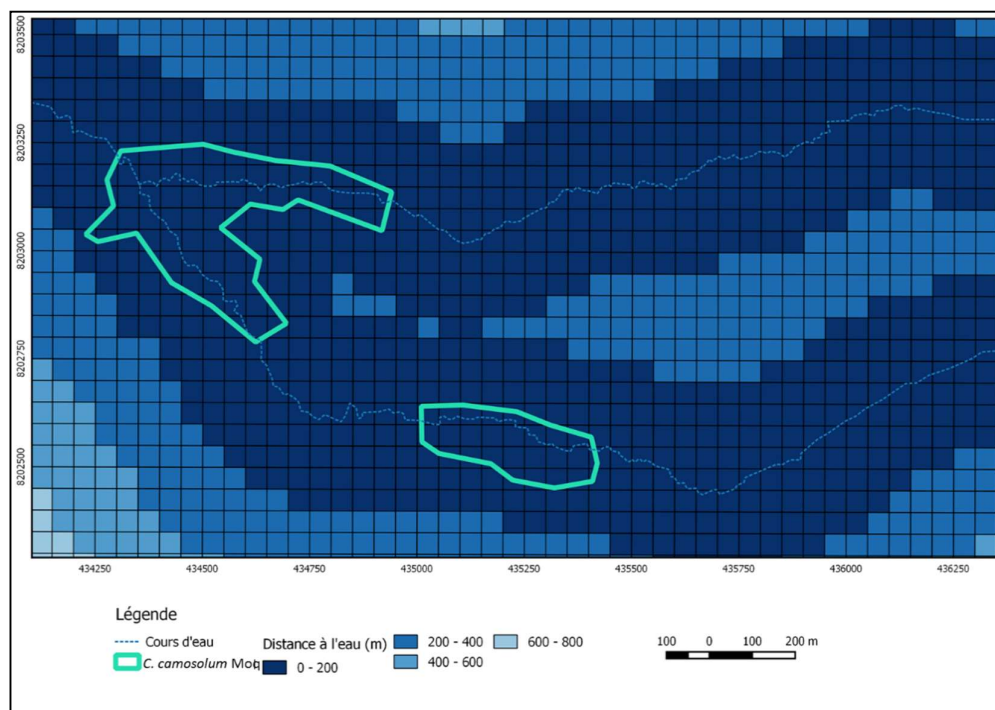 8203500
8203250
8203000
8202750
8202500
434250 434500 434750 435000 435250 435500 435750 436000 436250
Légende
Cours d'eau
C. camosolum Moq
Distance à l'eau (m)
0 - 200
200 - 400
400 - 600
600 - 800
100 0 100 200 m